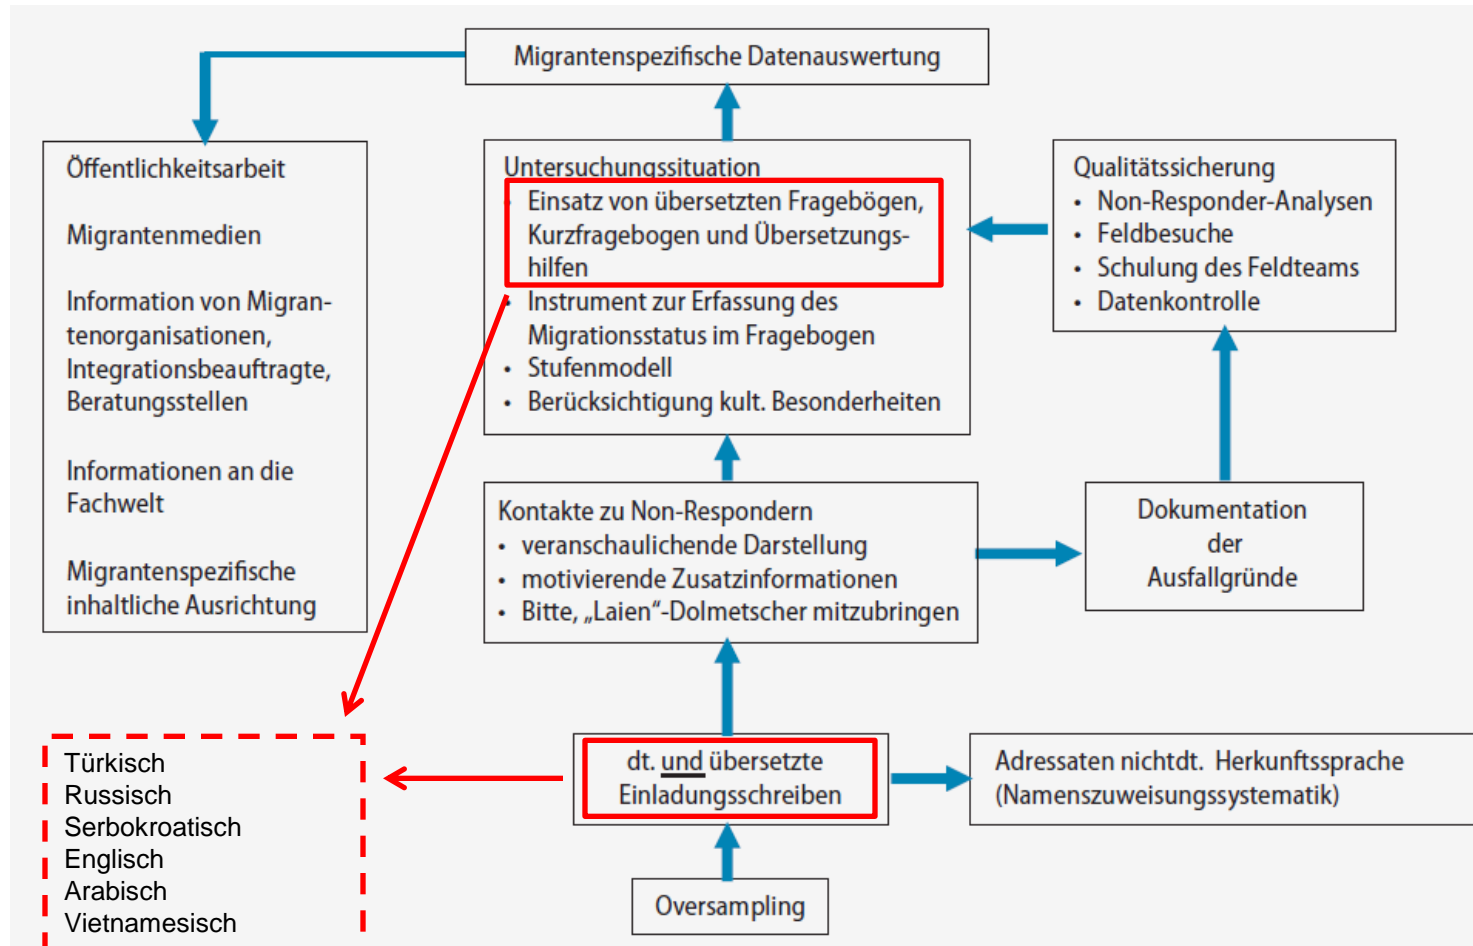 Migrantenspezifische Datenauswertung
Öffentlichkeitsarbeit
Migrantenmedien
Information von Migran-
tenorganisationen,
Integrationsbeauftragte,
Beratungsstellen
Informationen an die
Fachwelt
Migrantenspezifische
inhaltliche Ausrichtung
Untersuchungssituation
• Einsatz von übersetzten Fragebögen,
Kurzfragebogen und Übersetzungs-
hilfen
• Instrument zur Erfassung des
Migrationsstatus im Fragebogen
• Stufenmodell
• Berücksichtigung kult. Besonderheiten
Qualitätssicherung
• Non-Responder-Analysen
• Feldbesuche
• Schulung des Feldteams
• Datenkontrolle
Kontakte zu Non-Respondern
• veranschaulichende Darstellung
• motivierende Zusatzinformationen
• Bitte, „Laien“-Dolmetscher mitzubringen
Dokumentation
der
Ausfallgründe
Türkisch
Russisch
Serbokroatisch
Englisch
Arabisch
Vietnamesisch
dt. und übersetzte
Einladungsschreiben
Adressaten nichtdt. Herkunftssprache
(Namenszuweisungssystematik)
Oversampling